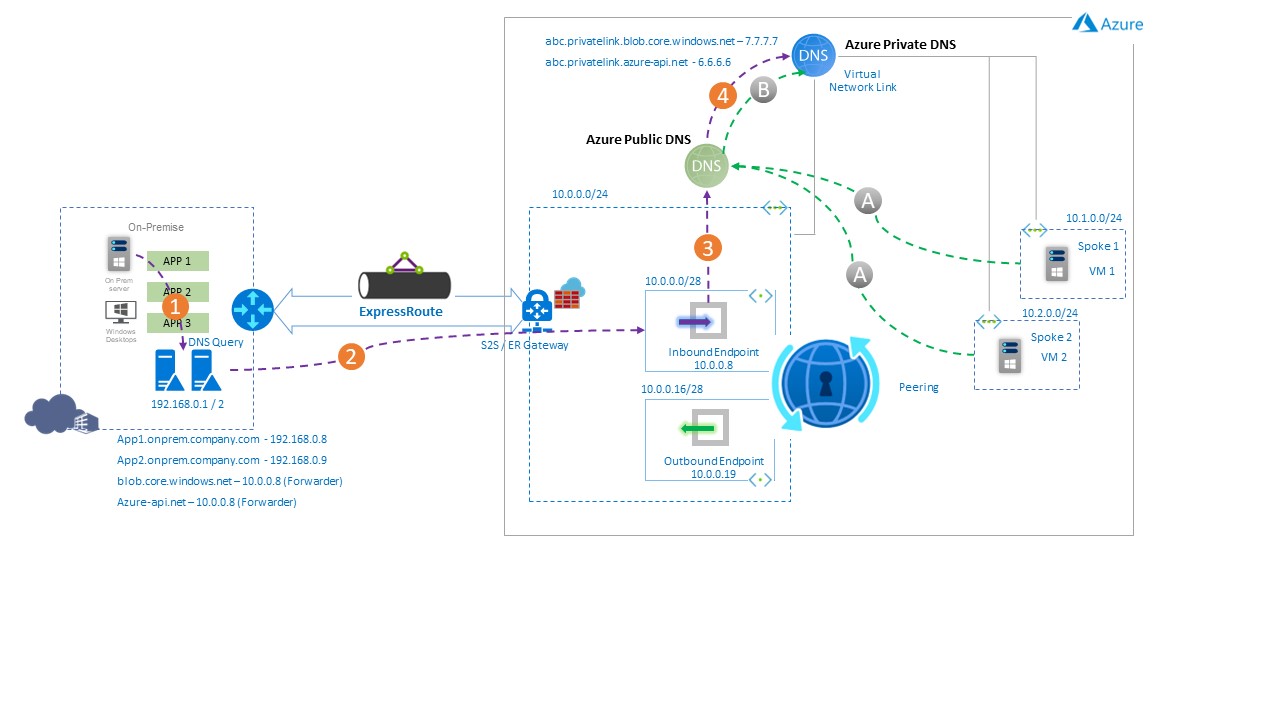 Azure
abc.privatelink.blob.core.windows.net – 7.7.7.7
abc.privatelink.azure-api.net - 6.6.6.6
DNS
Azure Private DNS
Virtual
Network Link
4
B
Azure Public DNS
DNS
10.0.0.0/24
A
10.1.0.0/24
Spoke 1
VM 1
On-Premise
On Prem
server
APP 1
APP 2
APP 3
1
Windows
Desktops
DNS Query
192.168.0.1 / 2
ExpressRoute
2
S2S / ER Gateway
3
10.0.0.0/28
Inbound Endpoint
10.0.0.8
10.0.0.16/28
Outbound Endpoint
10.0.0.19
A
10.2.0.0/24
Spoke 2
VM 2
Peering
App1.onprem.company.com - 192.168.0.8
App2.onprem.company.com - 192.168.0.9
blob.core.windows.net – 10.0.0.8 (Forwarder)
Azure-api.net – 10.0.0.8 (Forwarder)